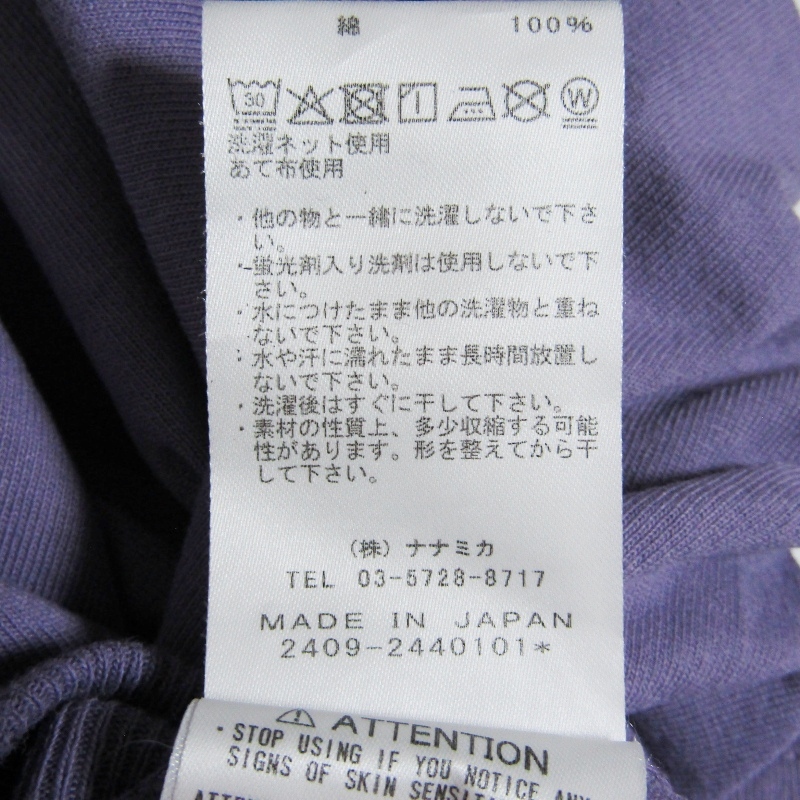 綿 100%
30 W
洗濯ネット使用
あて布使用
・他の物と一緒に洗濯しないで下さ
い。
・蛍光剤入り洗剤は使用しないで下
さい。
・水につけたまま他の洗濯物と重ね
ないで下さい。
・水や汗に濡れたまま長時間放置し
ないで下さい。
・洗濯後はすぐに干して下さい。
・素材の性質上、多少収縮する可能
性があります。形を整えてから干
して下さい。
(株) ナナミカ
TEL 03-5728-8717
MADE IN JAPAN
2409-2440101*
⚠ ATTENTION
・STOP USING IF YOU NOTICE ANY
SIGNS OF SKIN